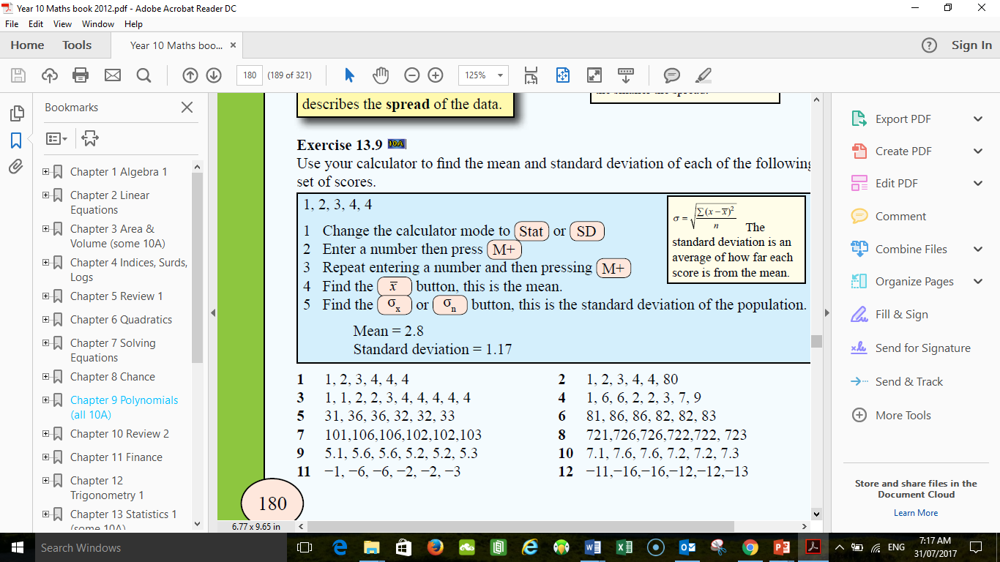 Year 10 Maths book 2012.pdf - Adobe Acrobat Reader DC
File Edit View Window Help
Home Tools Year 10 Maths boo... × Sign In
180 (189 of 321) 125%
Bookmarks
Chapter 1 Algebra 1
Chapter 2 Linear
Equations
Chapter 3 Area &
Volume (some 10A)
Chapter 4 Indices, Surds,
Logs
Chapter 5 Review 1
Chapter 6 Quadratics
Chapter 7 Solving
Equations
Chapter 8 Chance
Chapter 9 Polynomials
(all 10A)
Chapter 10 Review 2
Chapter 11 Finance
Chapter 12
Trigonometry 1
Chapter 13 Statistics 1
(some 10A)
describes the spread of the data.
the smaller the spread.
Exercise 13.9 10A
Use your calculator to find the mean and standard deviation of each of the following
set of scores.
1, 2, 3, 4, 4
1 Change the calculator mode to Stat or SD
2 Enter a number then press M+
3 Repeat entering a number and then pressing M+
4 Find the x̅ button, this is the mean.
5 Find the σx or σn button, this is the standard deviation of the population.
Mean = 2.8
Standard deviation = 1.17
σ = √(∑(x − x̅)²/n) The
standard deviation is an
average of how far each
score is from the mean.
1 1, 2, 3, 4, 4, 4
2 1, 2, 3, 4, 4, 80
3 1, 1, 2, 2, 3, 4, 4, 4, 4, 4
4 1, 6, 6, 2, 2, 3, 7, 9
5 31, 36, 36, 32, 32, 33
6 81, 86, 86, 82, 82, 83
7 101,106,106,102,102,103
8 721,726,726,722,722, 723
9 5.1, 5.6, 5.6, 5.2, 5.2, 5.3
10 7.1, 7.6, 7.6, 7.2, 7.2, 7.3
11 −1, −6, −6, −2, −2, −3
12 −11,−16,−16,−12,−12,−13
180
6.77 x 9.65 in
Export PDF
Create PDF
Edit PDF
Comment
Combine Files
Organize Pages
Fill & Sign
Send for Signature
Send & Track
More Tools
Store and share files in the
Document Cloud
Learn More
Search Windows
ENG
7:17 AM
31/07/2017